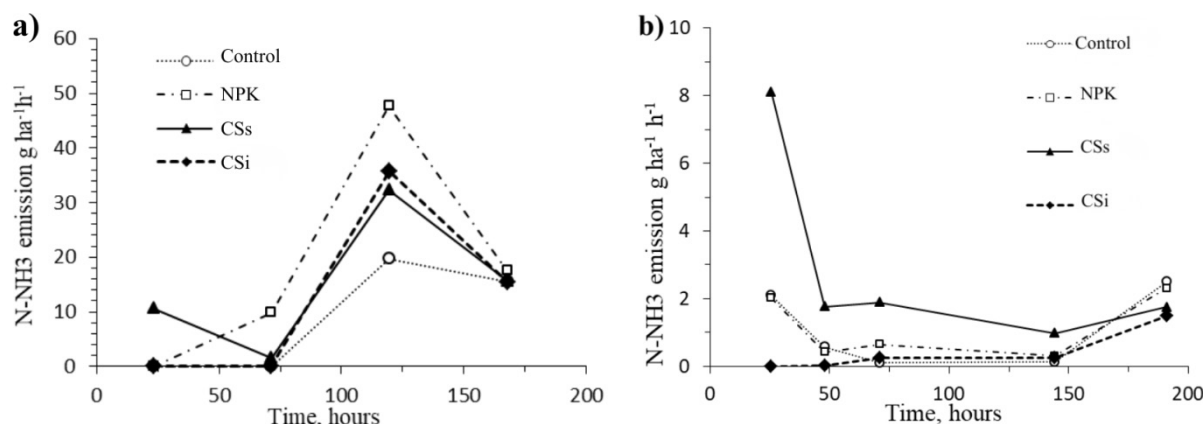 a)
N-NH3 emission g ha⁻¹h⁻¹
60
50
40
30
20
10
0
0
50
100
150
200
Time, hours
Control
NPK
CSs
CSi
b)
N-NH3 emission g ha⁻¹ h⁻¹
10
8
6
4
2
0
0
50
100
150
200
Time, hours
Control
NPK
CSs
CSi